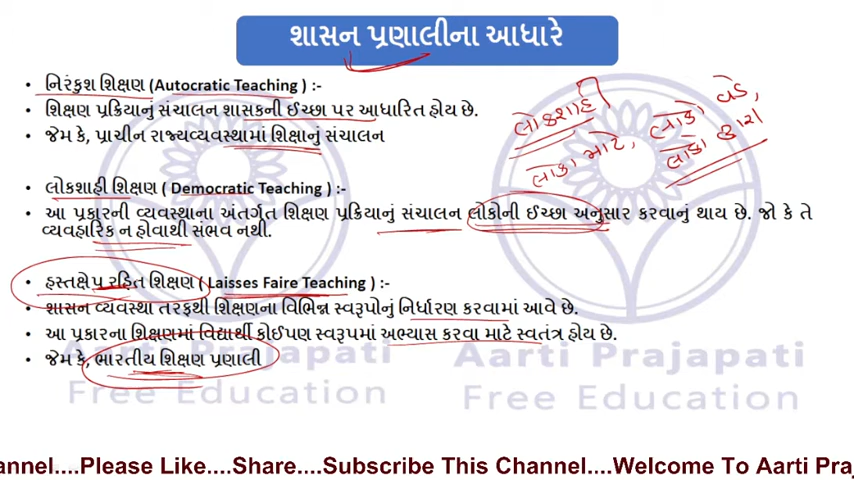 શાસન પ્રણાલીના આધારે
• નિરંકુશ શિક્ષણ (Autocratic Teaching ) :-
• શિક્ષણ પ્રક્રિયાનું સંચાલન શાસકની ઈચ્છા પર આધારિત હોય છે.
• જેમ કે, પ્રાચીન રાજ્યવ્યવસ્થામાં શિક્ષાનું સંચાલન
લોકશાહી
લોકો વડે,
લોકો માટે,
લોકો દ્વારા
• લોકશાહી શિક્ષણ ( Democratic Teaching ) :-
• આ પ્રકારની વ્યવસ્થાના અંતર્ગત શિક્ષણ પ્રક્રિયાનું સંચાલન લોકોની ઈચ્છા અનુસાર કરવાનું થાય છે. જો કે તે
વ્યવહારિક ન હોવાથી સંભવ નથી.
• હસ્તક્ષેપ રહિત શિક્ષણ ( Laisses Faire Teaching ) :-
• શાસન વ્યવસ્થા તરફથી શિક્ષણના વિભિન્ન સ્વરૂપોનું નિર્ધારણ કરવામાં આવે છે.
• આ પ્રકારના શિક્ષણમાં વિદ્યાર્થી કોઈપણ સ્વરૂપમાં અભ્યાસ કરવા માટે સ્વતંત્ર હોય છે.
• જેમ કે, ભારતીય શિક્ષણ પ્રણાલી
Aarti Prajapati Aarti Prajapati
Free Education Free Education
annel....Please Like....Share....Subscribe This Channel....Welcome To Aarti Pra